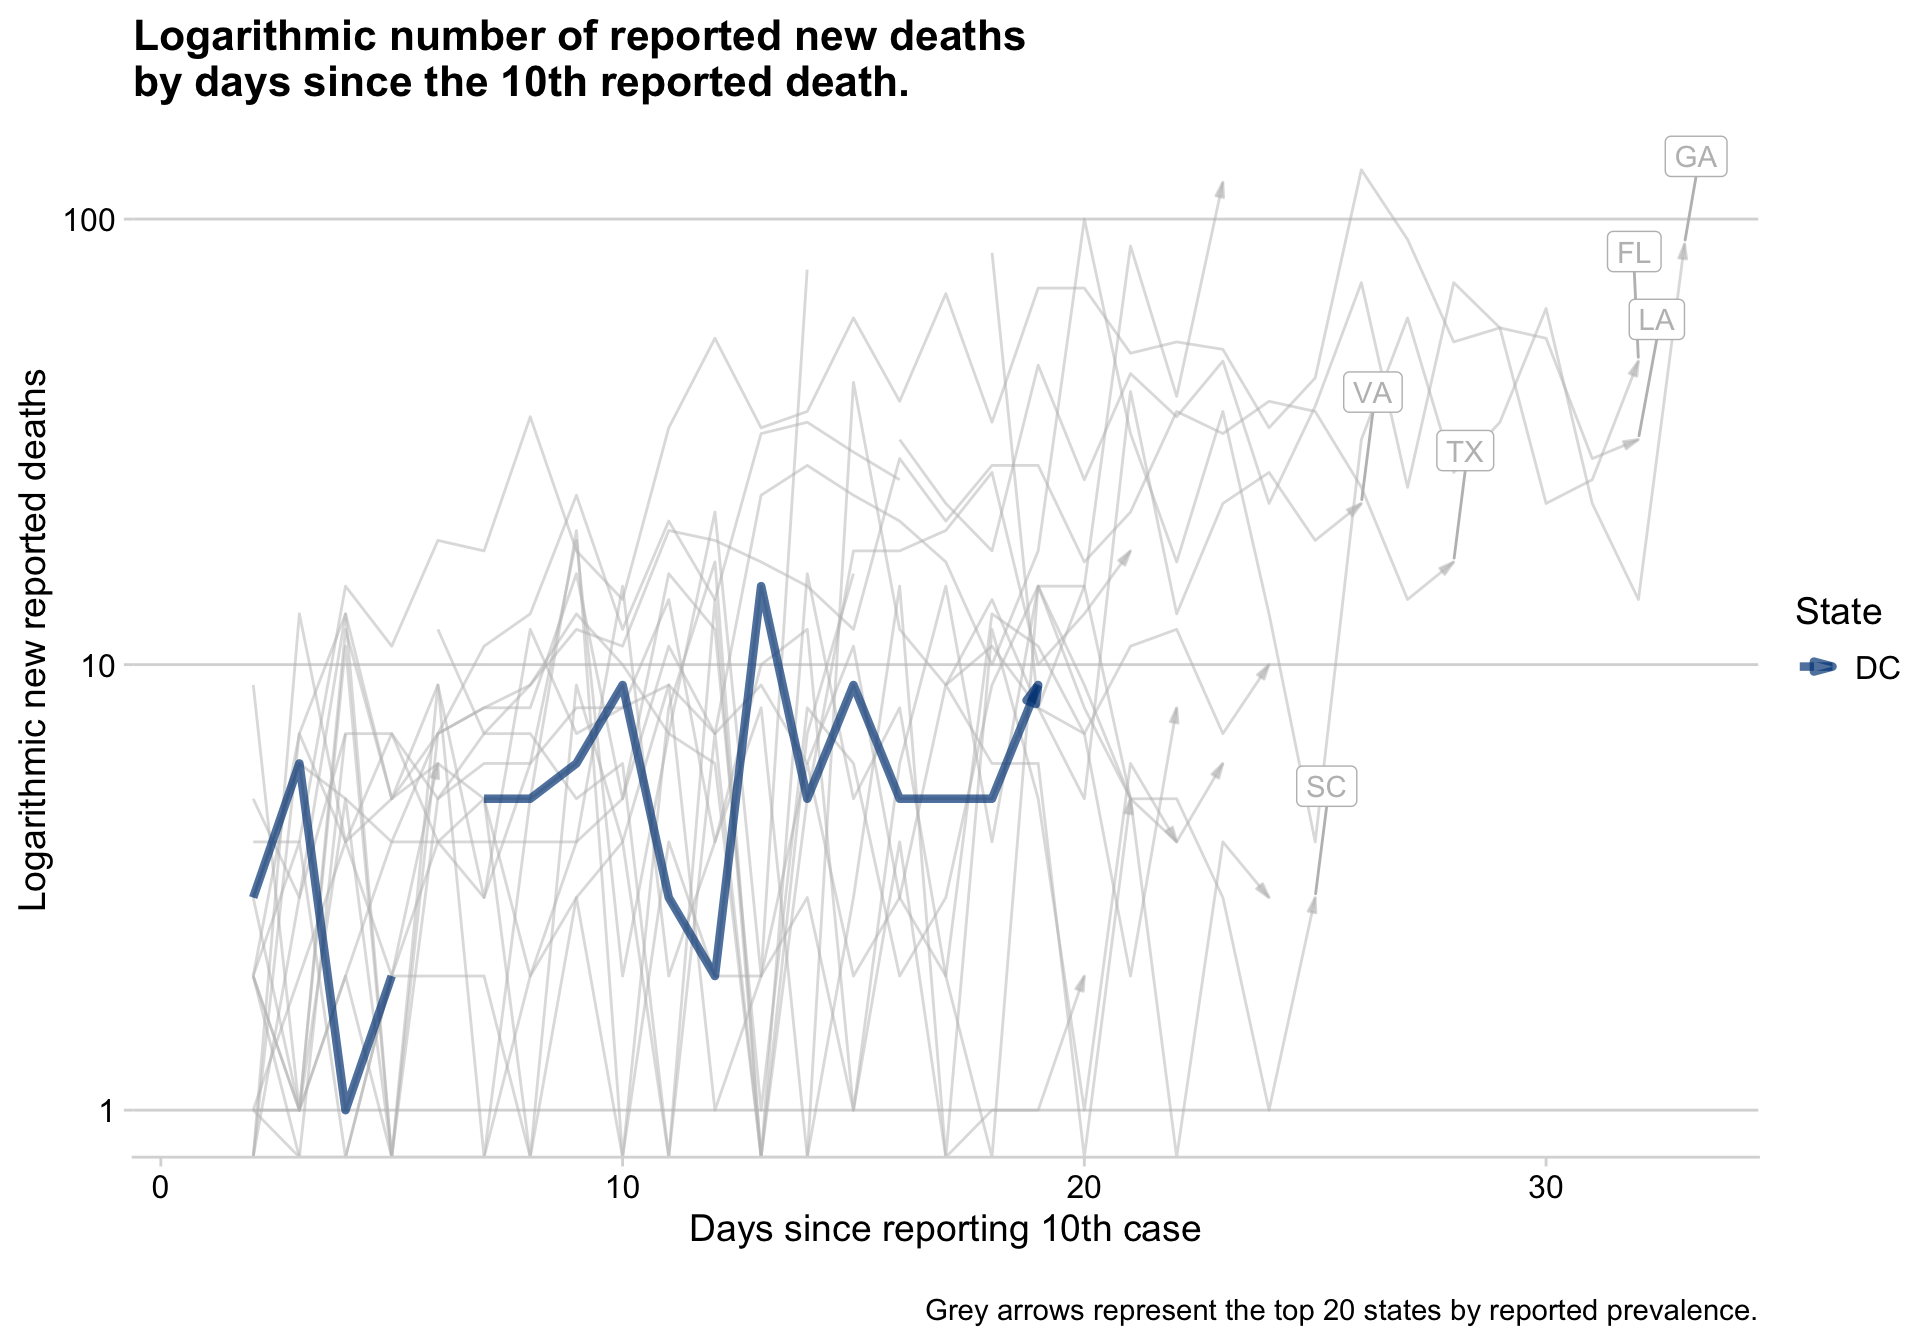 Logarithmic number of reported new deaths
by days since the 10th reported death.
Logarithmic new reported deaths
100
10
1
GA
FL
LA
VA
TX
SC
State
DC
0
10
20
30
Days since reporting 10th case
Grey arrows represent the top 20 states by reported prevalence.